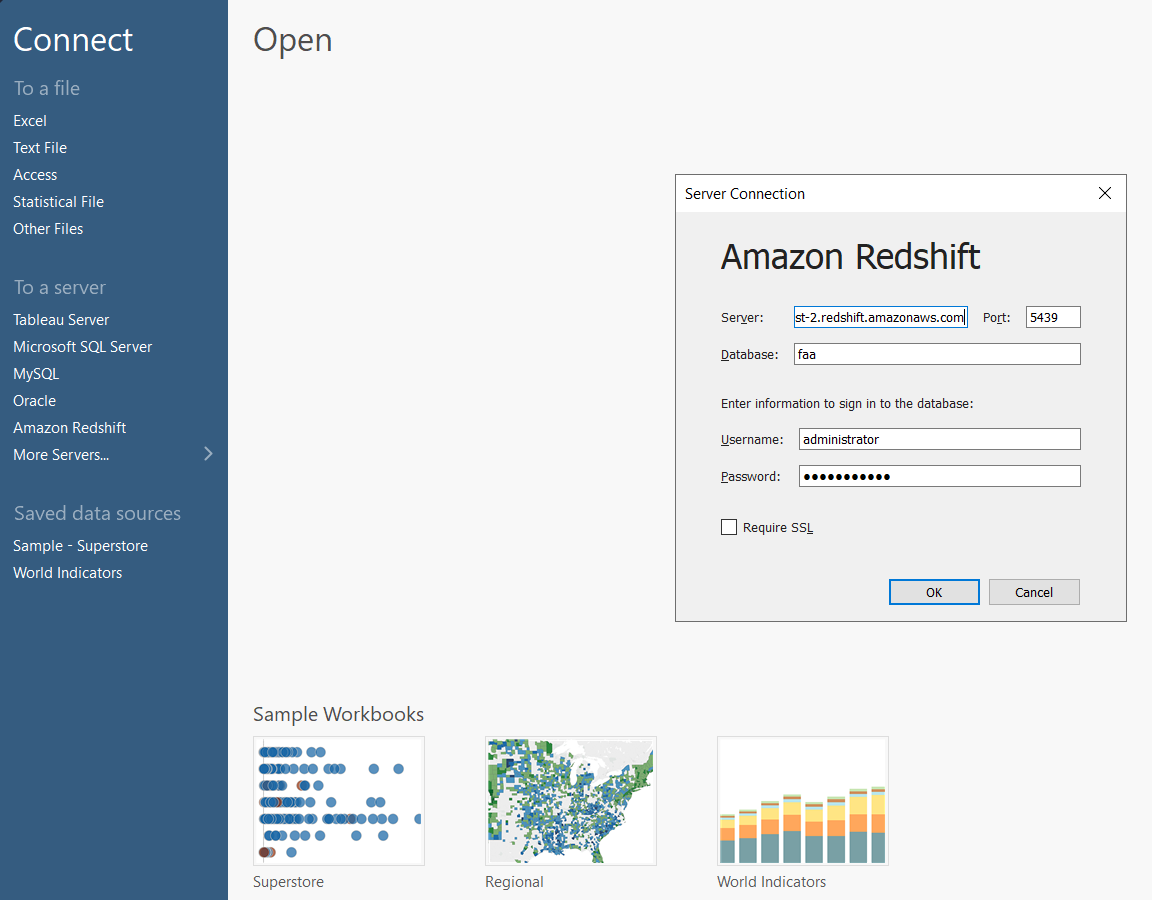 Connect
To a file
Excel
Text File
Access
Statistical File
Other Files
To a server
Tableau Server
Microsoft SQL Server
MySQL
Oracle
Amazon Redshift
More Servers...
Saved data sources
Sample - Superstore
World Indicators
Open
Server Connection
Amazon Redshift
Server: st-2.redshift.amazonaws.com Port: 5439
Database: faa
Enter information to sign in to the database:
Username: administrator
Password: ●●●●●●●●●●●
Require SSL
OK Cancel
Sample Workbooks
Superstore Regional World Indicators